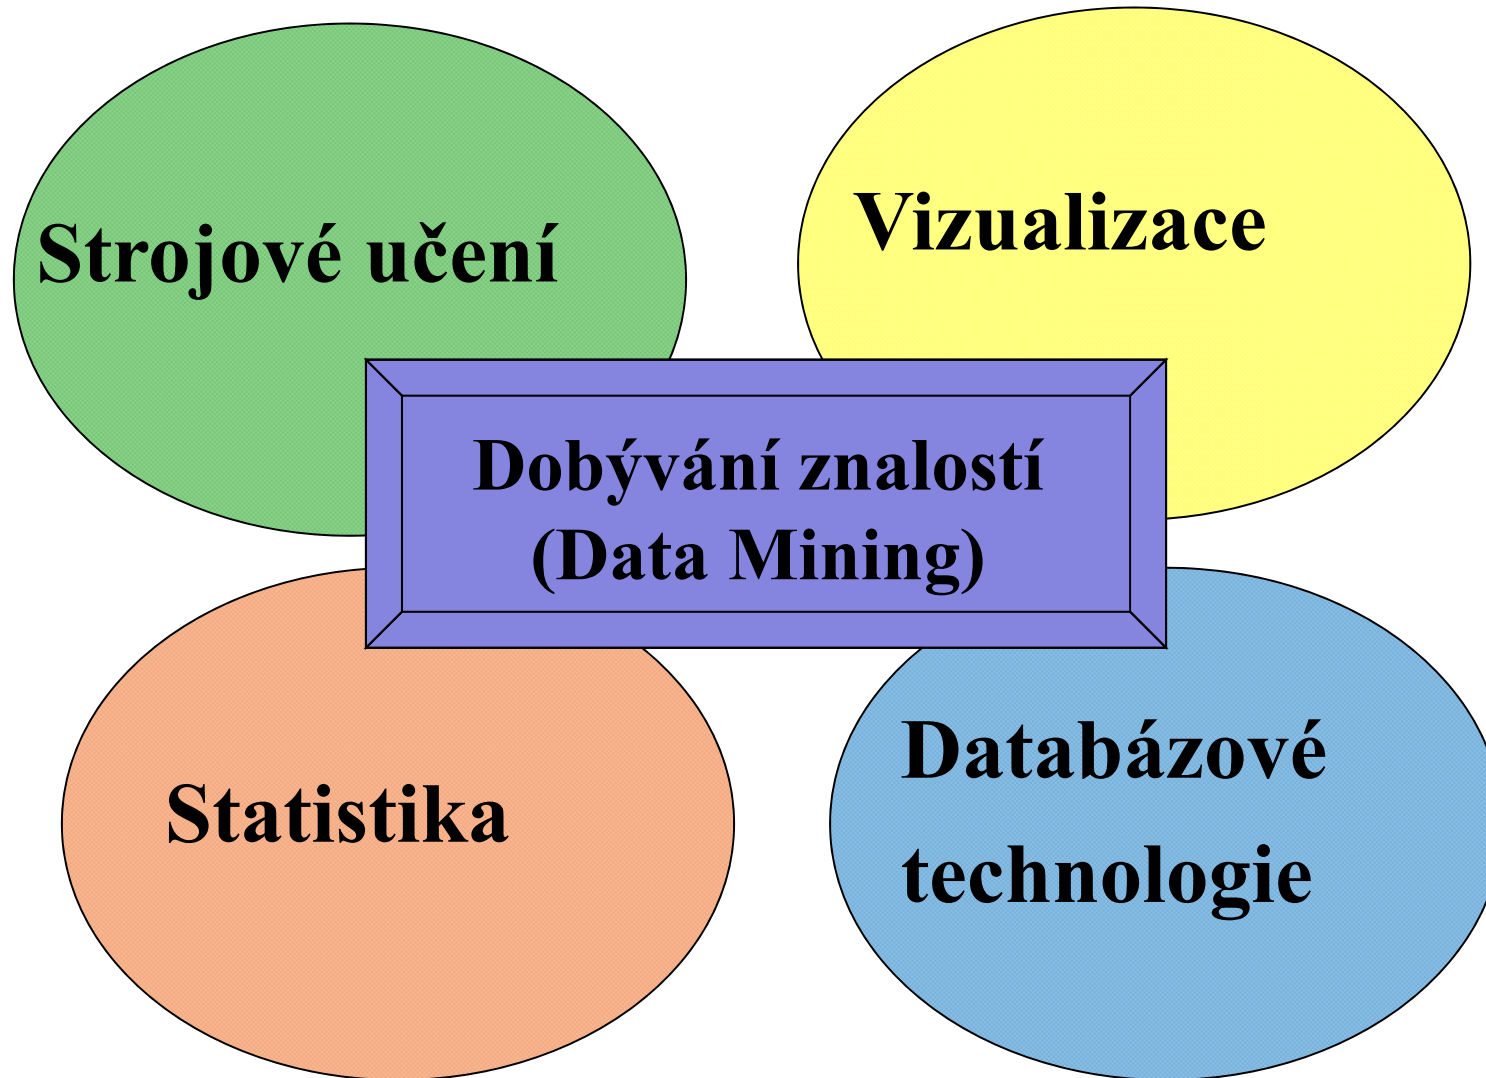 Strojové učení
Vizualizace
Dobývání znalostí
(Data Mining)
Statistika
Databázové
technologie